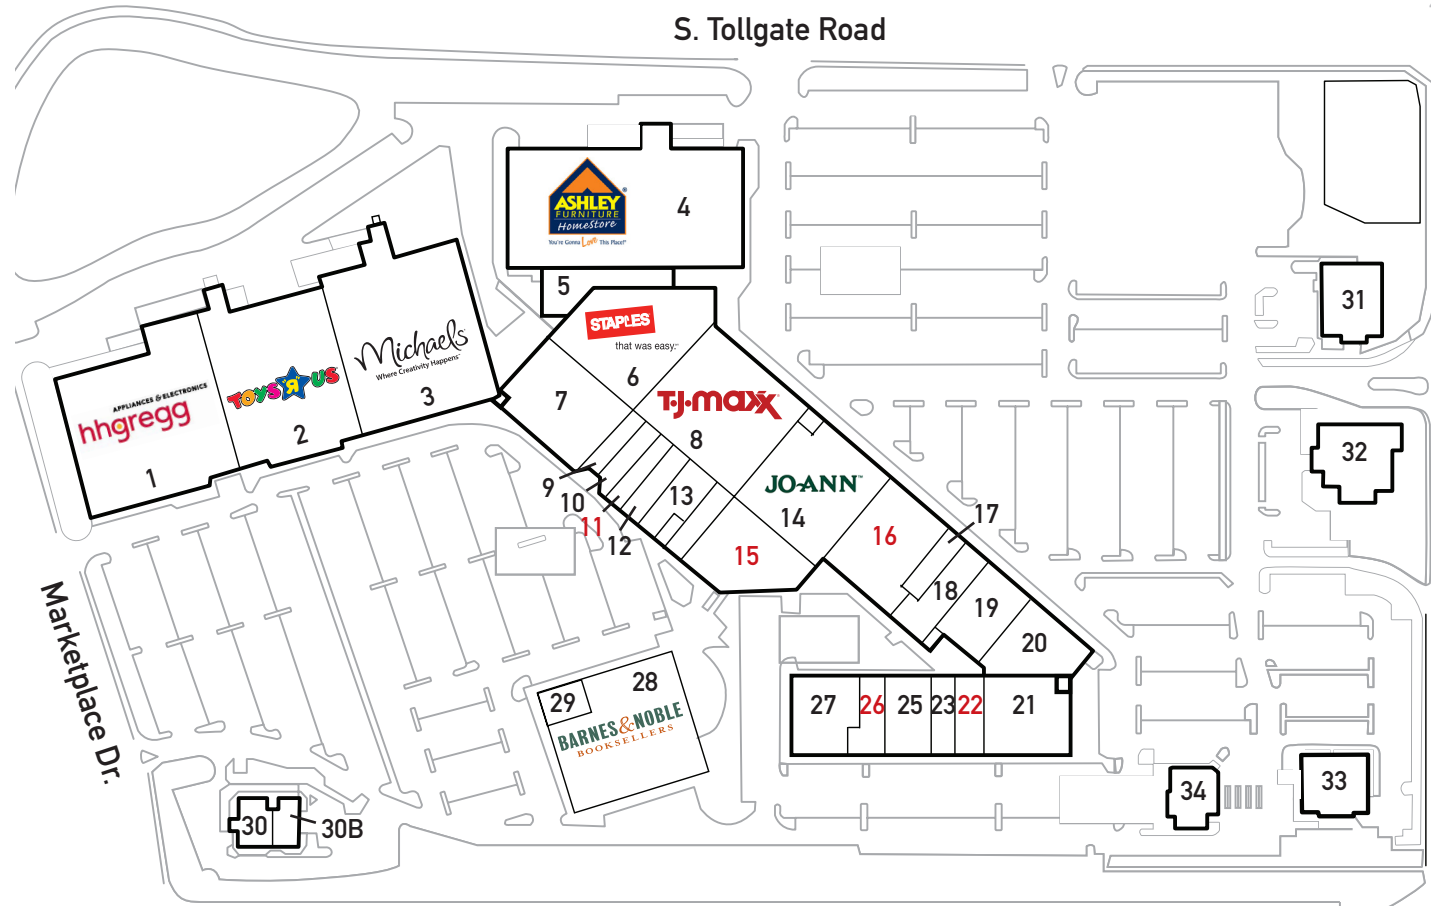 S. Tollgate Road
ASHLEY
FURNITURE
HomeStore
You're Gonna Love This Place!®
4
5
STAPLES
that was easy.™
6
7
Michaels
Where Creativity Happens™
3
TOYS"R"US
2
APPLIANCES & ELECTRONICS
hhgregg
1
T·J·maxx
8
9
10
11
12
13
JO-ANN™
14
15
16
17
18
19
20
21
22
23
25
26
27
28
29
BARNES&NOBLE
BOOKSELLERS
30
30B
31
32
33
34
Marketplace Dr.